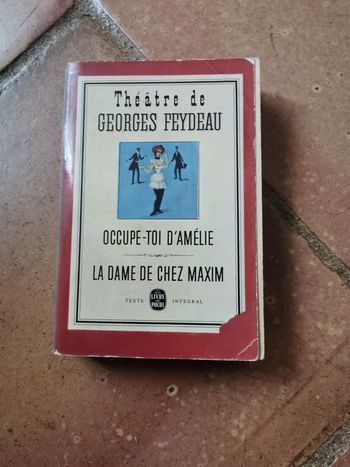 Théâtre de
GEORGES FEYDEAU
OCCUPE-TOI D'AMÉLIE
LA DAME DE CHEZ MAXIM
TEXTE LE LIVRE DE POCHE INTÉGRAL